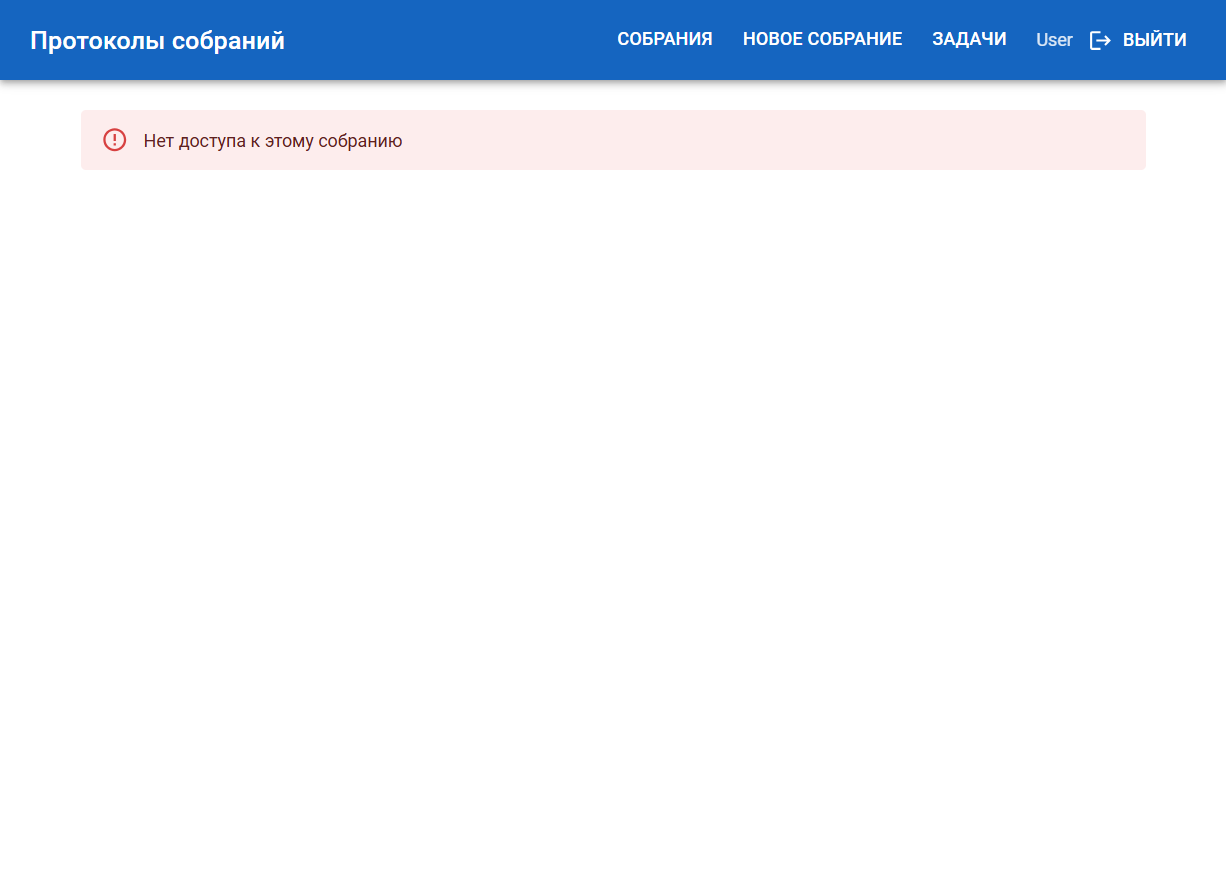 Протоколы собраний
СОБРАНИЯ
НОВОЕ СОБРАНИЕ
ЗАДАЧИ
User
ВЫЙТИ
Нет доступа к этому собранию